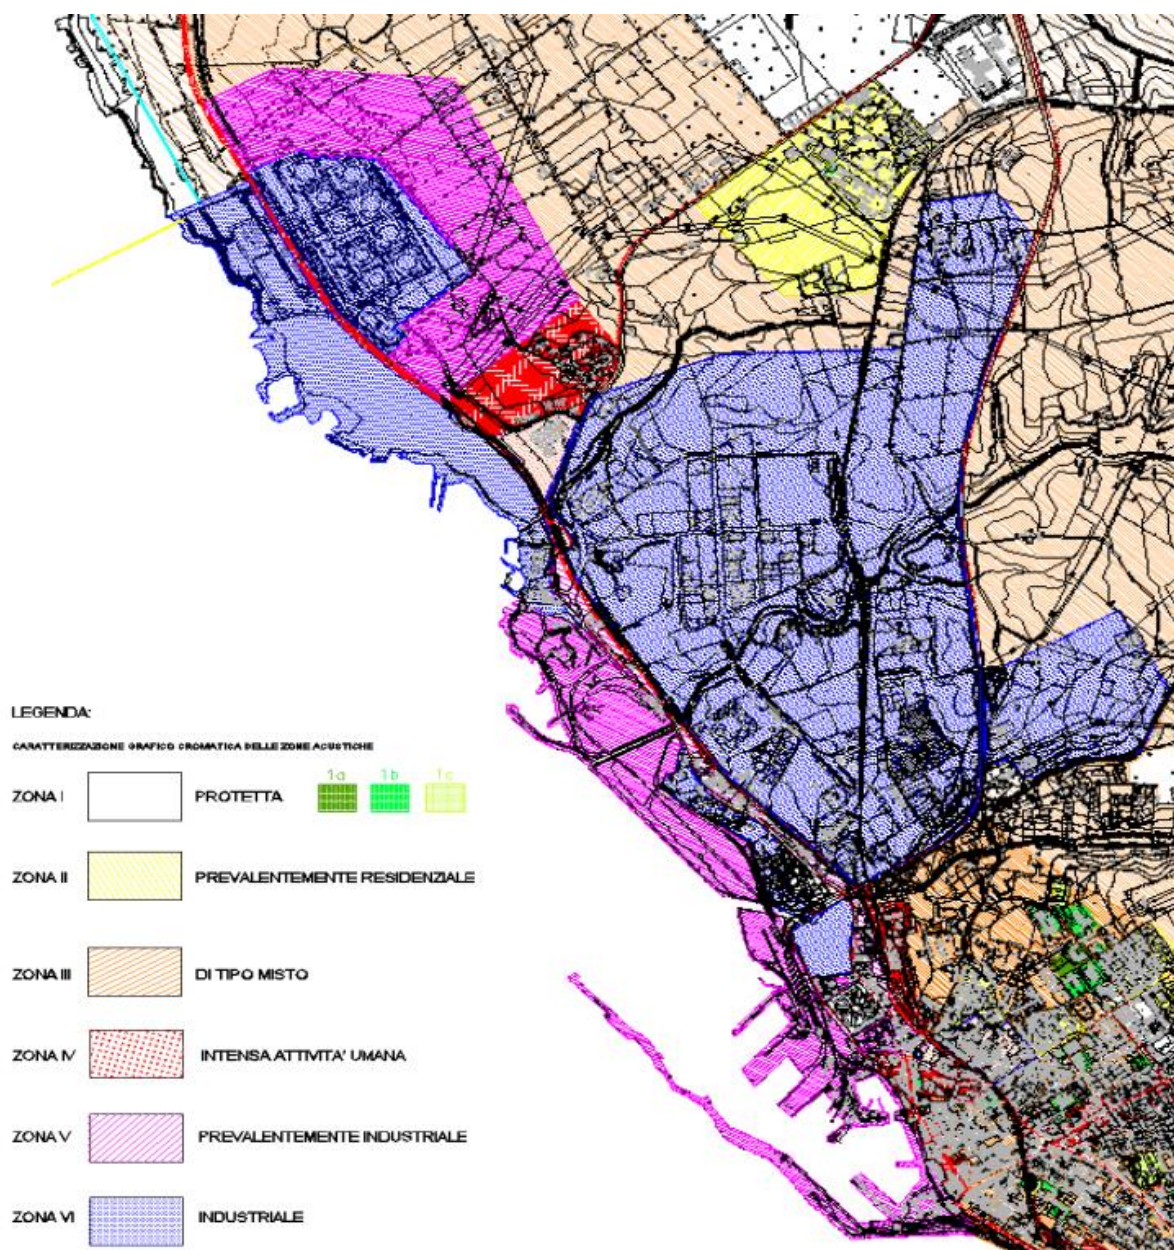 LEGENDA:
CARATTERIZZAZIONE GRAFICO CROMATICA DELLE ZONE ACUSTICHE
1a 1b 1c
ZONA I PROTETTA
ZONA II PREVALENTEMENTE RESIDENZIALE
ZONA III DI TIPO MISTO
ZONA IV INTENSA ATTIVITA' UMANA
ZONA V PREVALENTEMENTE INDUSTRIALE
ZONA VI INDUSTRIALE